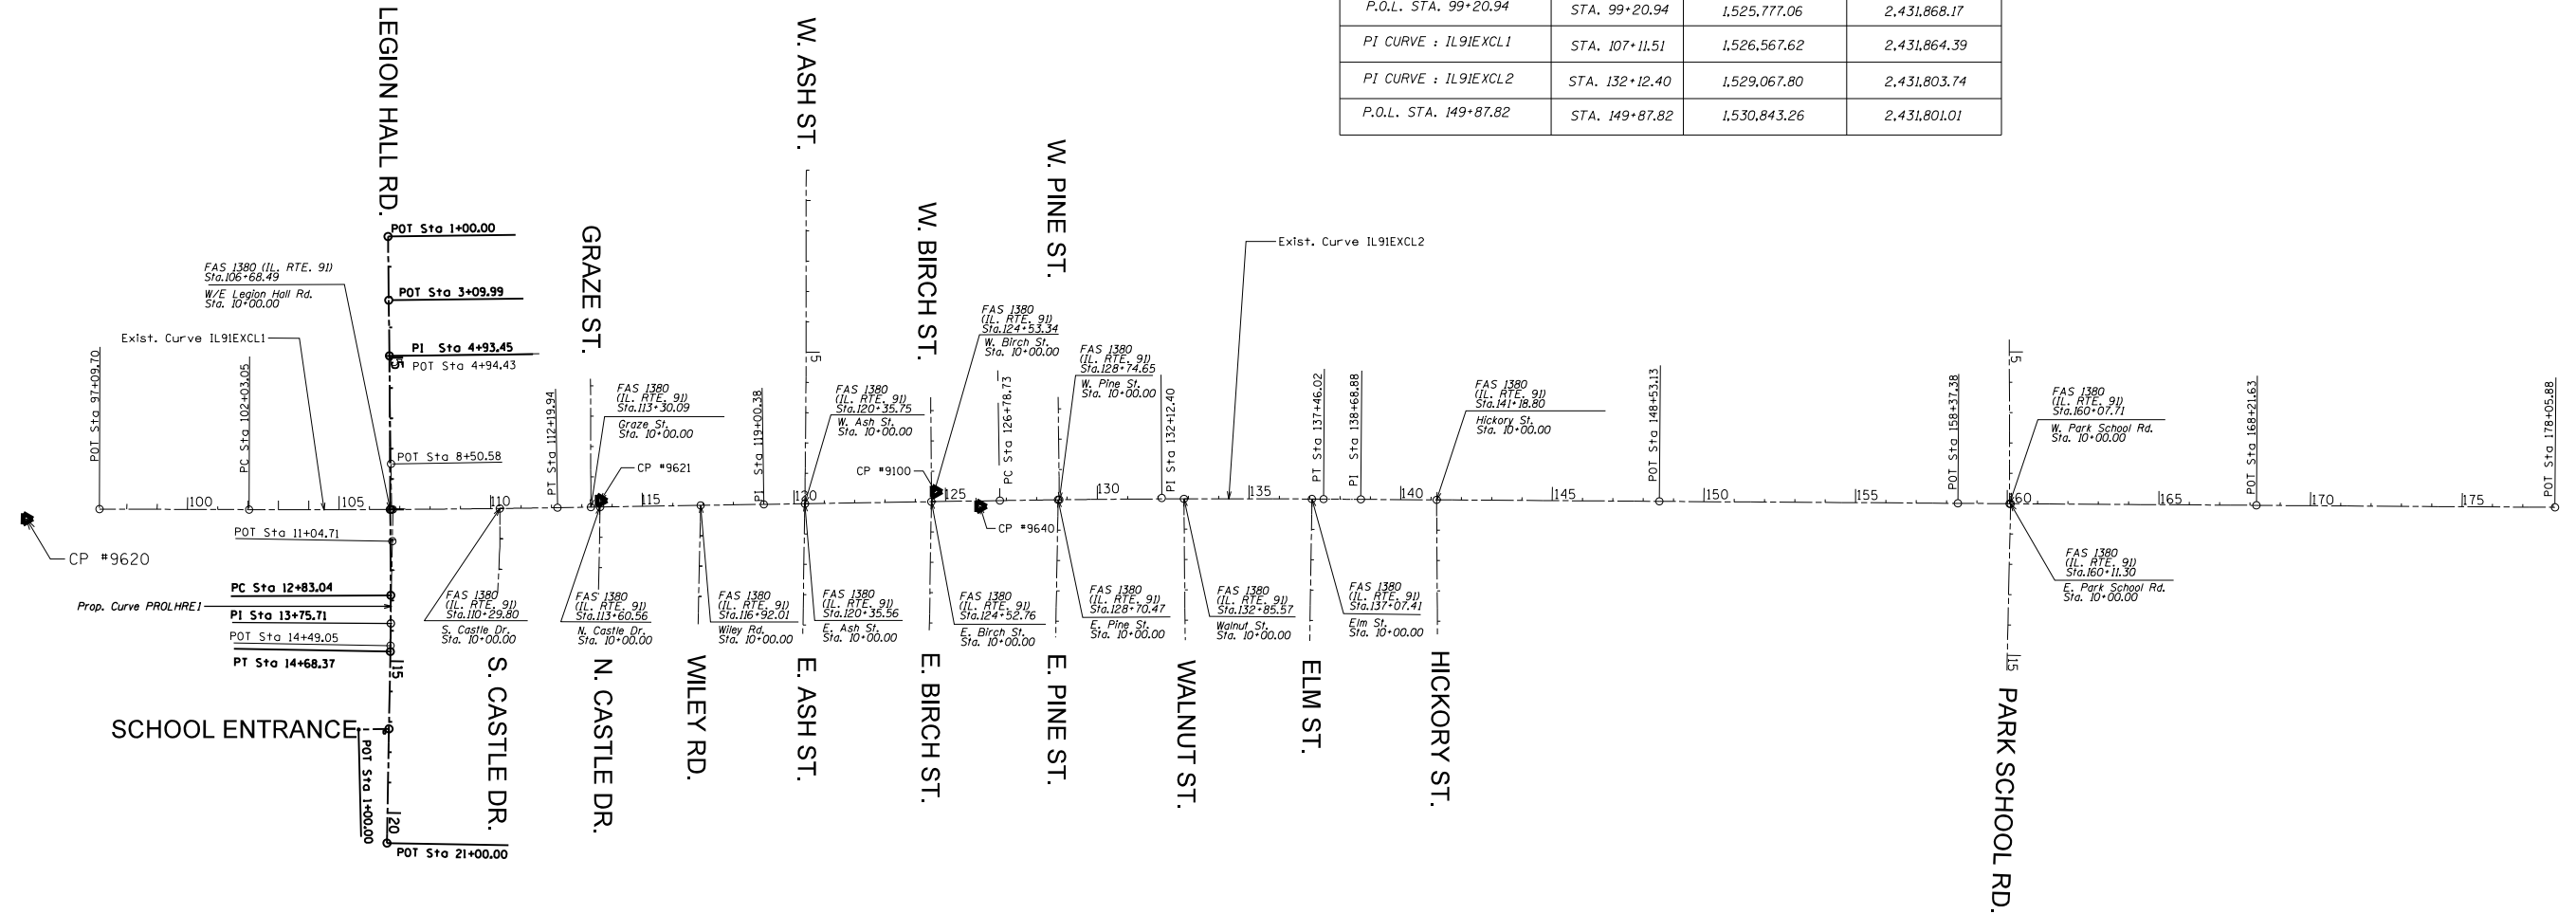 P.O.L. STA. 99+20.94 STA. 99+20.94 1,525,777.06 2,431,868.17
PI CURVE : IL91EXCL1 STA. 107+11.51 1,526,567.62 2,431,864.39
PI CURVE : IL91EXCL2 STA. 132+12.40 1,529,067.80 2,431,803.74
P.O.L. STA. 149+87.82 STA. 149+87.82 1,530,843.26 2,431,801.01
LEGION HALL RD.
GRAZE ST.
W. ASH ST.
W. BIRCH ST.
W. PINE ST.
POT Sta 1+00.00
POT Sta 3+09.99
PI Sta 4+93.45
5
POT Sta 4+94.43
POT Sta 8+50.58
FAS 1380 (IL. RTE. 91)
Sta.106+68.49
W/E Legion Hall Rd.
Sta. 10+00.00
Exist. Curve IL91EXCL1
Exist. Curve IL91EXCL2
POT Sta 97+09.70
PC Sta 102+03.05
PT Sta 112+19.94
FAS 1380
(IL. RTE. 91)
Sta.113+30.09
Graze St.
Sta. 10+00.00
CP #9621
PI Sta 119+00.38
5
FAS 1380
(IL. RTE. 91)
Sta.120+35.75
W. Ash St.
Sta. 10+00.00
CP #9100
FAS 1380
(IL. RTE. 91)
Sta.124+53.34
W. Birch St.
Sta. 10+00.00
PC Sta 126+78.73
FAS 1380
(IL. RTE. 91)
Sta.128+74.65
W. Pine St.
Sta. 10+00.00
PI Sta 132+12.40
PT Sta 137+46.02
PI Sta 138+68.88
FAS 1380
(IL. RTE. 91)
Sta.141+18.80
Hickory St.
Sta. 10+00.00
POT Sta 148+53.13
POT Sta 158+37.38
5
FAS 1380
(IL. RTE. 91)
Sta.160+07.71
W. Park School Rd.
Sta. 10+00.00
POT Sta 168+21.63
POT Sta 178+05.88
100 105 110 115 120 125 130 135 140 145 150 155 160 165 170 175
CP #9620
CP #9640
POT Sta 11+04.71
PC Sta 12+83.04
Prop. Curve PROLHRE1
PI Sta 13+75.71
POT Sta 14+49.05
PT Sta 14+68.37
15
SCHOOL ENTRANCE
POT Sta 1+00.00
20
POT Sta 21+00.00
FAS 1380
(IL. RTE. 91)
Sta.110+29.80
S. Castle Dr.
Sta. 10+00.00
FAS 1380
(IL. RTE. 91)
Sta.113+60.56
N. Castle Dr.
Sta. 10+00.00
FAS 1380
(IL. RTE. 91)
Sta.116+92.01
Wiley Rd.
Sta. 10+00.00
FAS 1380
(IL. RTE. 91)
Sta.120+35.56
E. Ash St.
Sta. 10+00.00
FAS 1380
(IL. RTE. 91)
Sta.124+52.76
E. Birch St.
Sta. 10+00.00
FAS 1380
(IL. RTE. 91)
Sta.128+70.47
E. Pine St.
Sta. 10+00.00
FAS 1380
(IL. RTE. 91)
Sta.132+85.57
Walnut St.
Sta. 10+00.00
FAS 1380
(IL. RTE. 91)
Sta.137+07.41
Elm St.
Sta. 10+00.00
FAS 1380
(IL. RTE. 91)
Sta.160+11.30
E. Park School Rd.
Sta. 10+00.00
15
S. CASTLE DR.
N. CASTLE DR.
WILEY RD.
E. ASH ST.
E. BIRCH ST.
E. PINE ST.
WALNUT ST.
ELM ST.
HICKORY ST.
PARK SCHOOL RD.